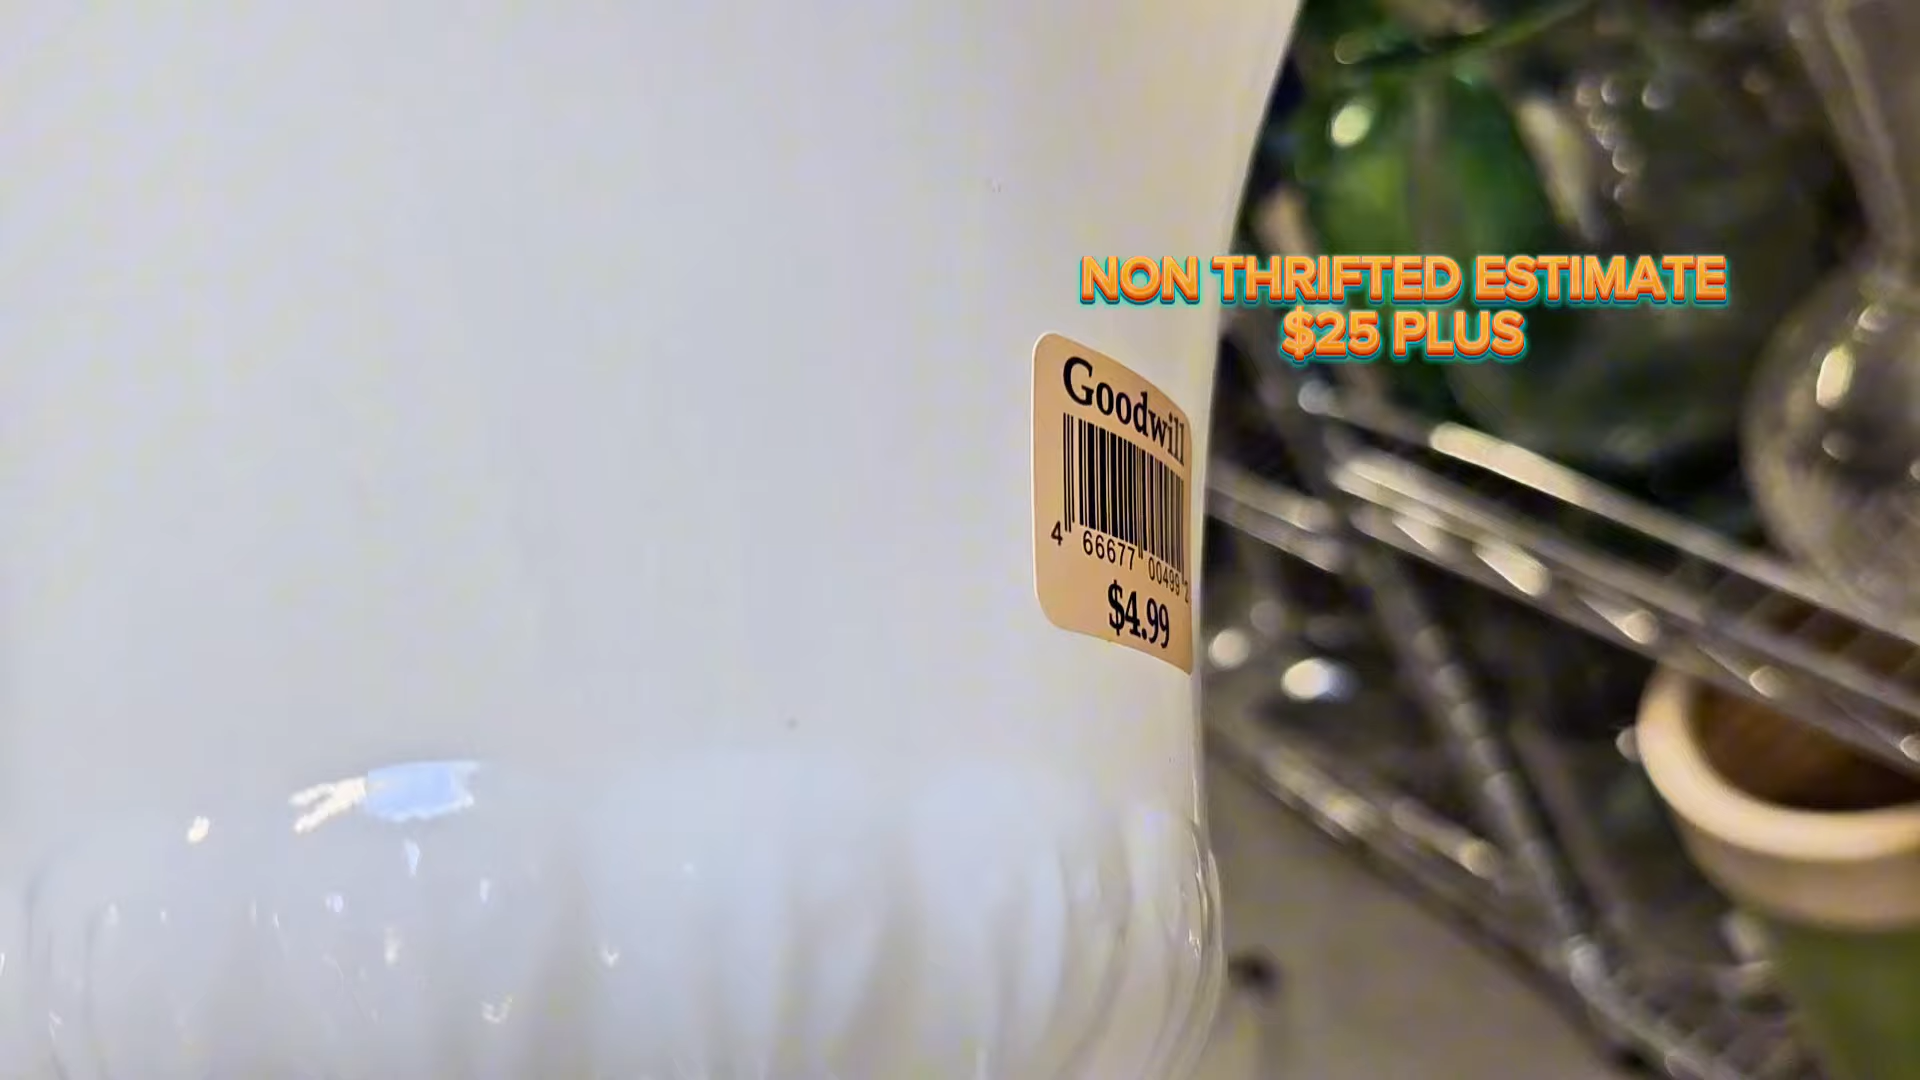 NON THRIFTED ESTIMATE
$25 PLUS
Goodwill
4 66677 00499 2
$4.99